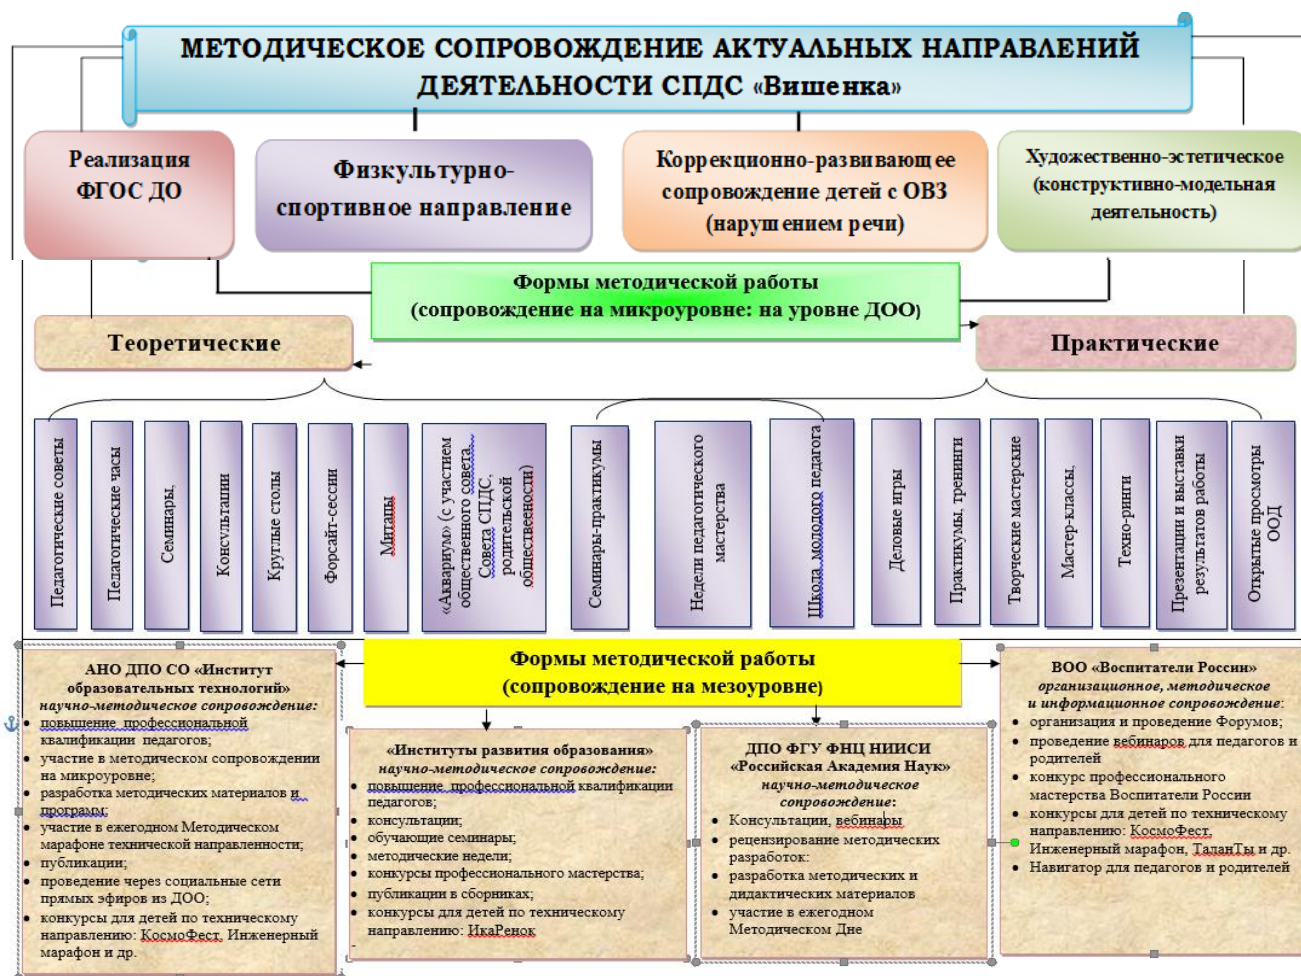 МЕТОДИЧЕСКОЕ СОПРОВОЖДЕНИЕ АКТУАЛЬНЫХ НАПРАВЛЕНИЙ
ДЕЯТЕЛЬНОСТИ СПДС «Вишенка»
Реализация
ФГОС ДО
Физкультурно-
спортивное направление
Коррекционно-развивающее
сопровождение детей с ОВЗ
(нарушением речи)
Художественно-эстетическое
(конструктивно-модельная
деятельность)
Формы методической работы
(сопровождение на микроуровне: на уровне ДОО)
Теоретические
Практические
Педагогические советы
Педагогические часы
Семинары,
Консультации
Круглые столы
Форсайт-сессии
Митапы
«Аквариум» (с участием
общественного совета,
Совета СПДС,
родительской
общественности)
Семинары-практикумы
Недели педагогического
мастерства
Школа молодого педагога
Деловые игры
Практикумы, тренинги
Творческие мастерские
Мастер-классы,
Техно-ринги
Презентации и выставки
результатов работы
Открытые просмотры
ООД
Формы методической работы
(сопровождение на мезоуровне)
АНО ДПО СО «Институт
образовательных технологий»
научно-методическое сопровождение:
• повышение профессиональной
квалификации педагогов;
• участие в методическом сопровождении
на микроуровне;
• разработка методических материалов и
программ;
• участие в ежегодном Методическом
марафоне технической направленности;
• публикации;
• проведение через социальные сети
прямых эфиров из ДОО;
• конкурсы для детей по техническому
направлению: КосмоФест, Инженерный
марафон и др.
«Институты развития образования»
научно-методическое сопровождение:
• повышение профессиональной квалификации
педагогов;
• консультации;
• обучающие семинары;
• методические недели;
• конкурсы профессионального мастерства;
• публикации в сборниках;
• конкурсы для детей по техническому
направлению: ИкаРенок
-
ДПО ФГУ ФНЦ НИИСИ
«Российская Академия Наук»
научно-методическое
сопровождение:
• Консультации, вебинары
• рецензирование методических
разработок:
• разработка методических и
дидактических материалов
• участие в ежегодном
Методическом Дне
ВОО «Воспитатели России»
организационное, методическое
и информационное сопровождение:
• организация и проведение Форумов;
• проведение вебинаров для педагогов и
родителей
• конкурс профессионального
мастерства Воспитатели России
• конкурсы для детей по техническому
направлению: КосмоФест,
Инженерный марафон, ТаланТы и др.
• Навигатор для педагогов и родителей